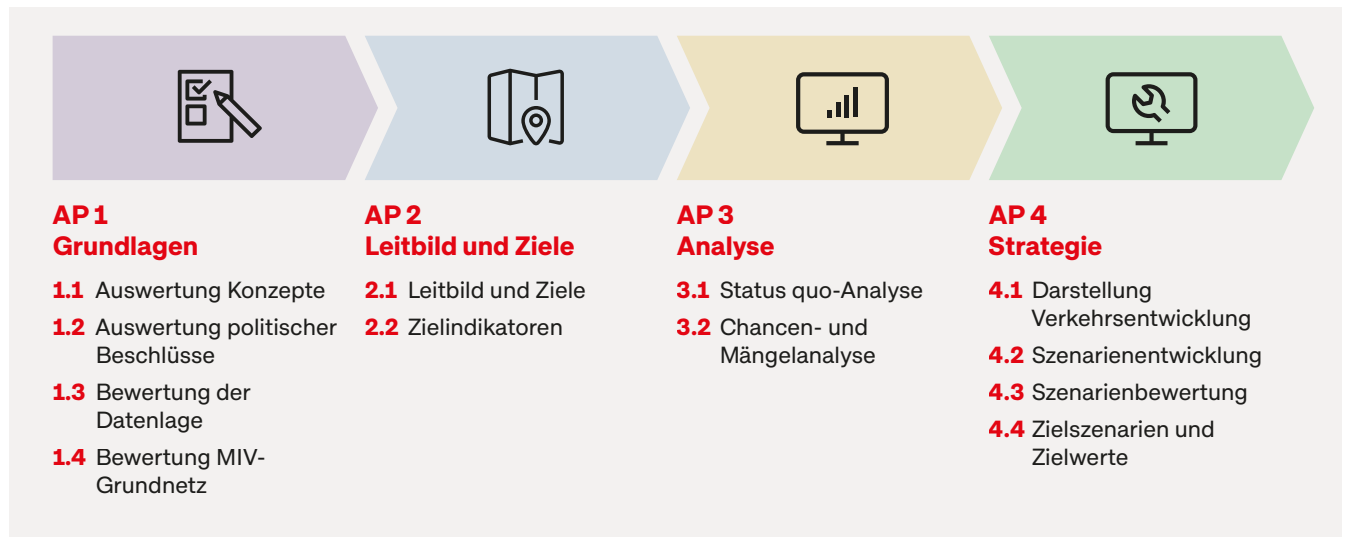 AP 1
Grundlagen
1.1 Auswertung Konzepte
1.2 Auswertung politischer
Beschlüsse
1.3 Bewertung der
Datenlage
1.4 Bewertung MIV-
Grundnetz
AP 2
Leitbild und Ziele
2.1 Leitbild und Ziele
2.2 Zielindikatoren
AP 3
Analyse
3.1 Status quo-Analyse
3.2 Chancen- und
Mängelanalyse
AP 4
Strategie
4.1 Darstellung
Verkehrsentwicklung
4.2 Szenarienentwicklung
4.3 Szenarienbewertung
4.4 Zielszenarien und
Zielwerte